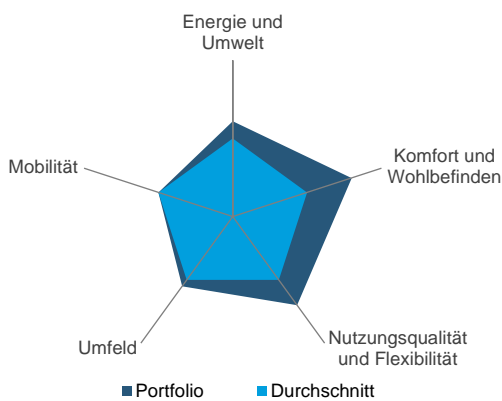 Energie und
Umwelt
Mobilität
Komfort und
Wohlbefinden
Umfeld
Nutzungsqualität
und Flexibilität
Portfolio
Durchschnitt